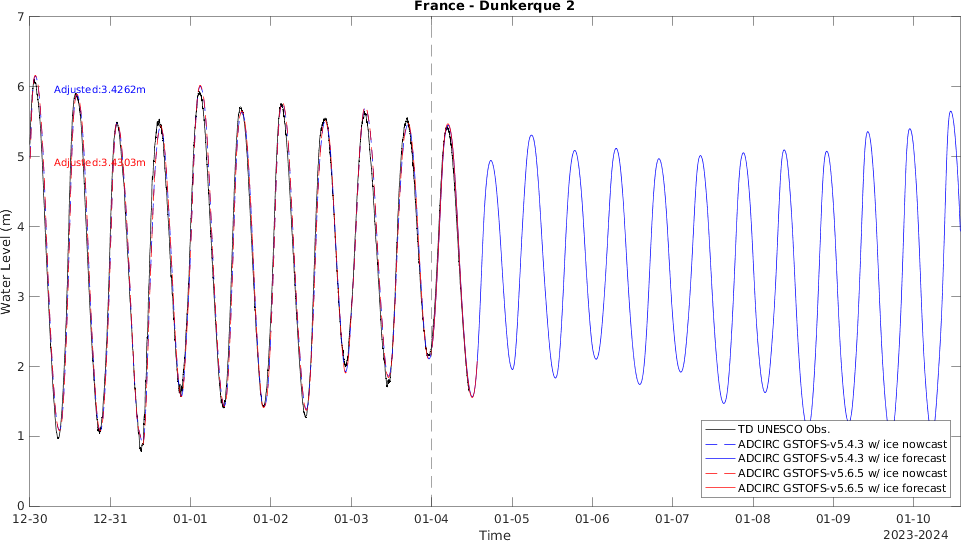 France - Dunkerque 2
7
6
5
4
3
2
1
0
Water Level (m)
Adjusted:3.4262m
Adjusted:3.4303m
TD UNESCO Obs.
ADCIRC GSTOFS-v5.4.3 w/ ice nowcast
ADCIRC GSTOFS-v5.4.3 w/ ice forecast
ADCIRC GSTOFS-v5.6.5 w/ ice nowcast
ADCIRC GSTOFS-v5.6.5 w/ ice forecast
12-30 12-31 01-01 01-02 01-03 01-04 01-05 01-06 01-07 01-08 01-09 01-10
Time
2023-2024